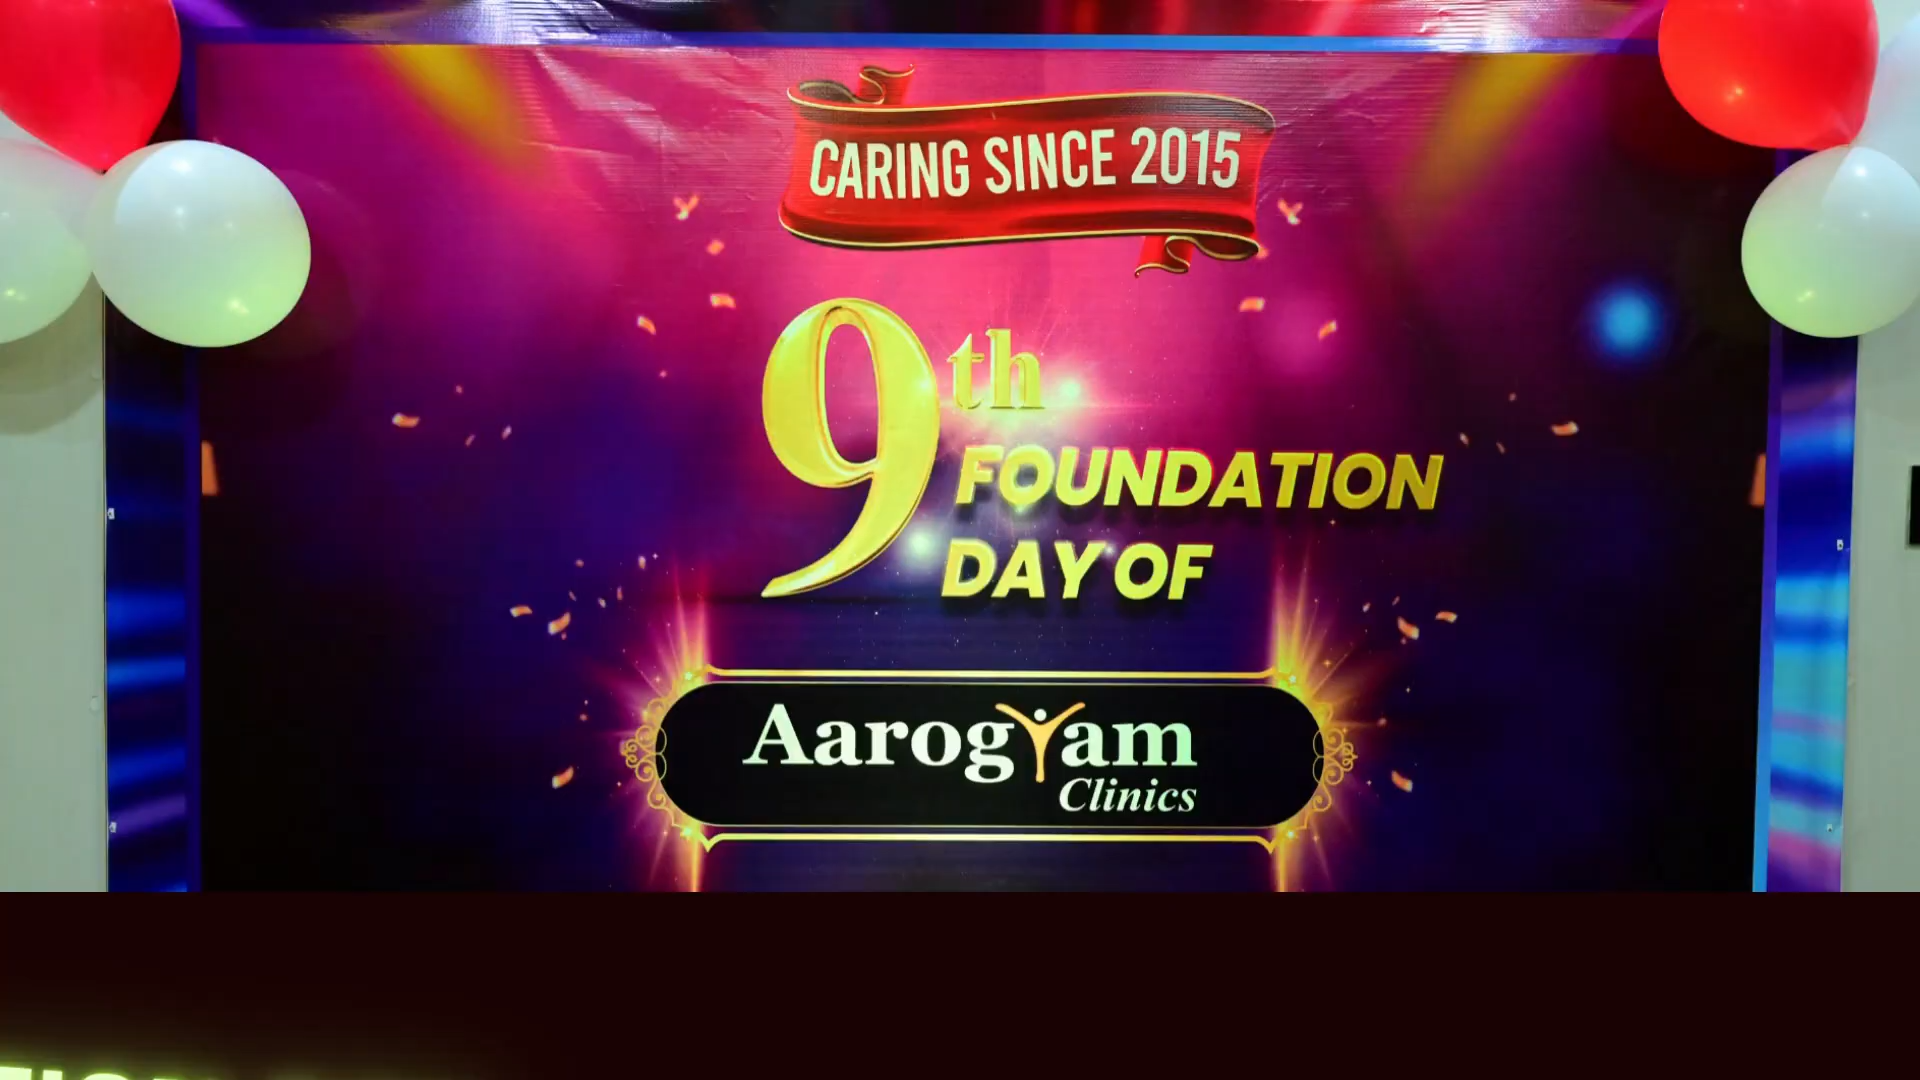 CARING SINCE 2015
9th
FOUNDATION
DAY OF
Aarogyam
Clinics